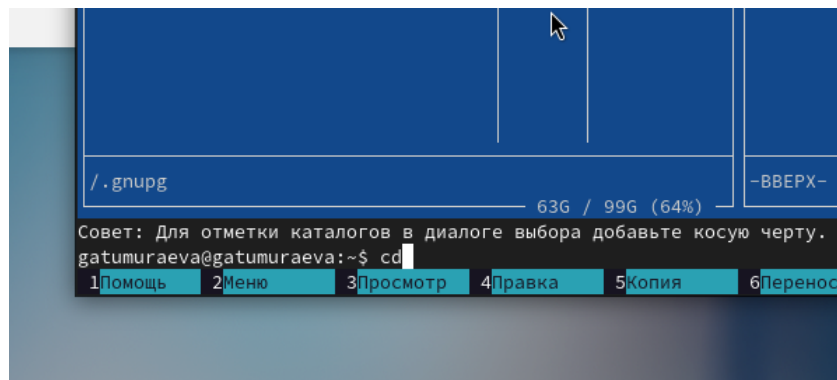 /.gnupg
-ВВЕРХ-
63G / 99G (64%)
Совет: Для отметки каталогов в диалоге выбора добавьте косую черту.
gatumuraeva@gatumuraeva:~$ cd
1Помощь 2Меню 3Просмотр 4Правка 5Копия 6Перенос